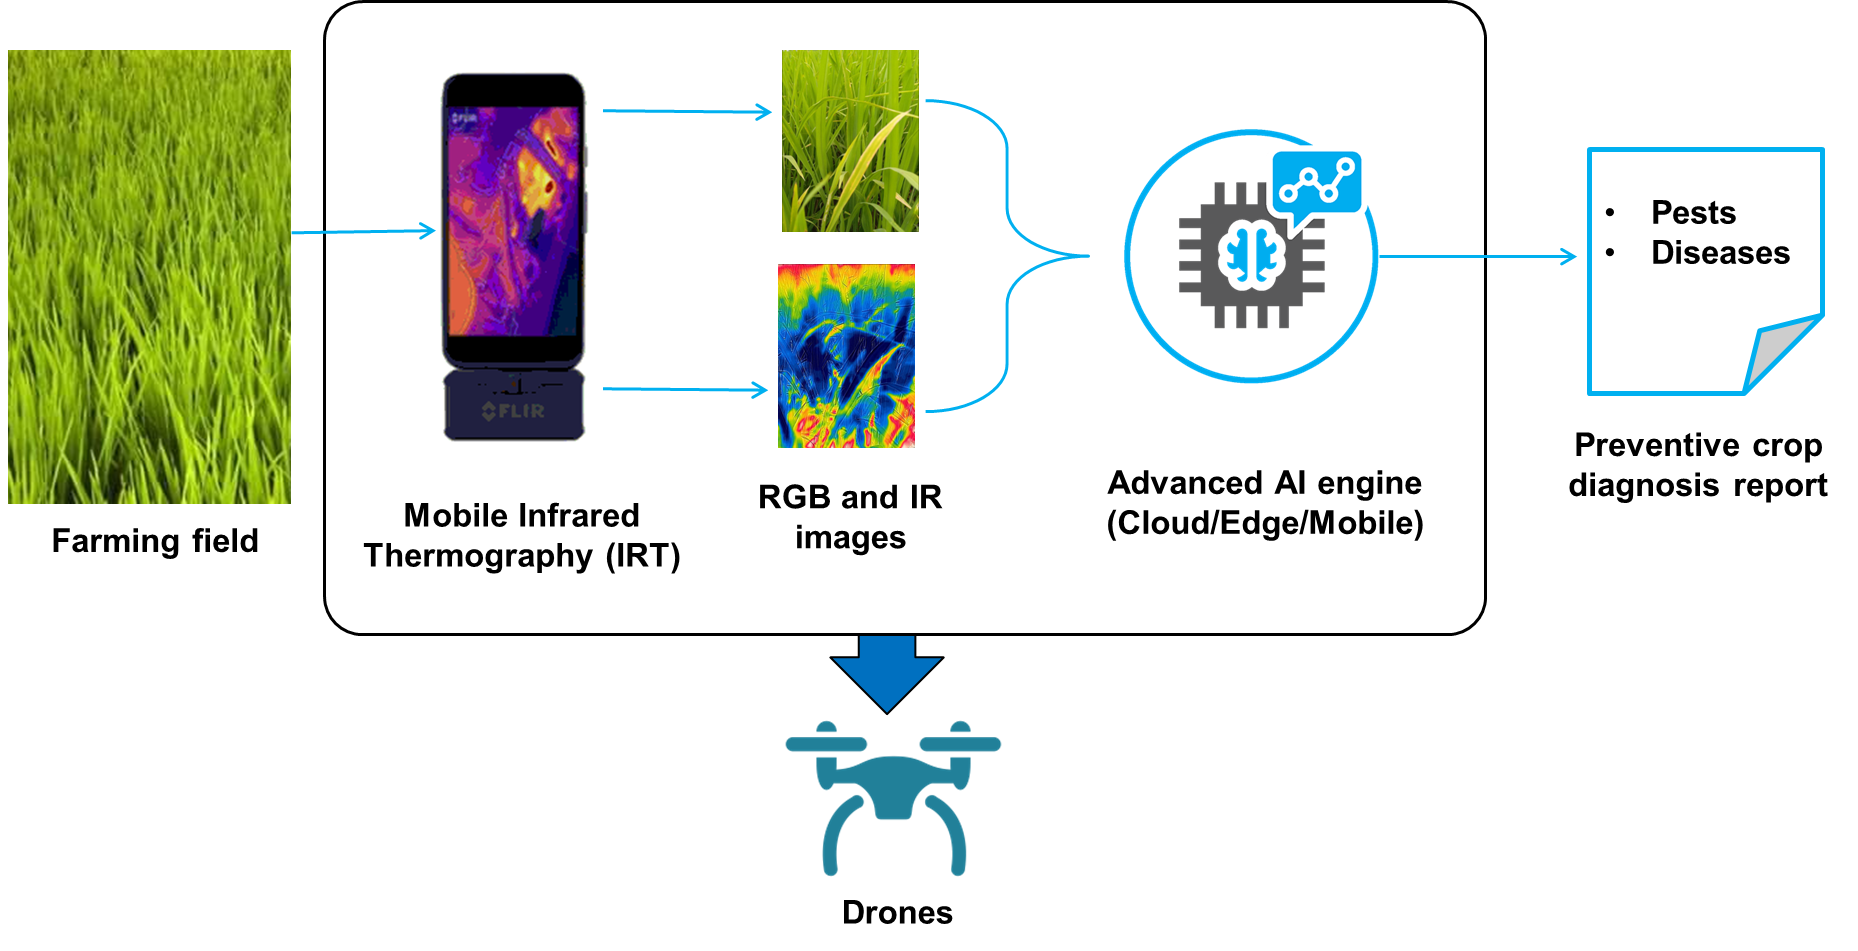 FLIR
FLIR
Farming field
Mobile Infrared
Thermography (IRT)
RGB and IR
images
Advanced AI engine
(Cloud/Edge/Mobile)
• Pests
• Diseases
Preventive crop
diagnosis report
Drones